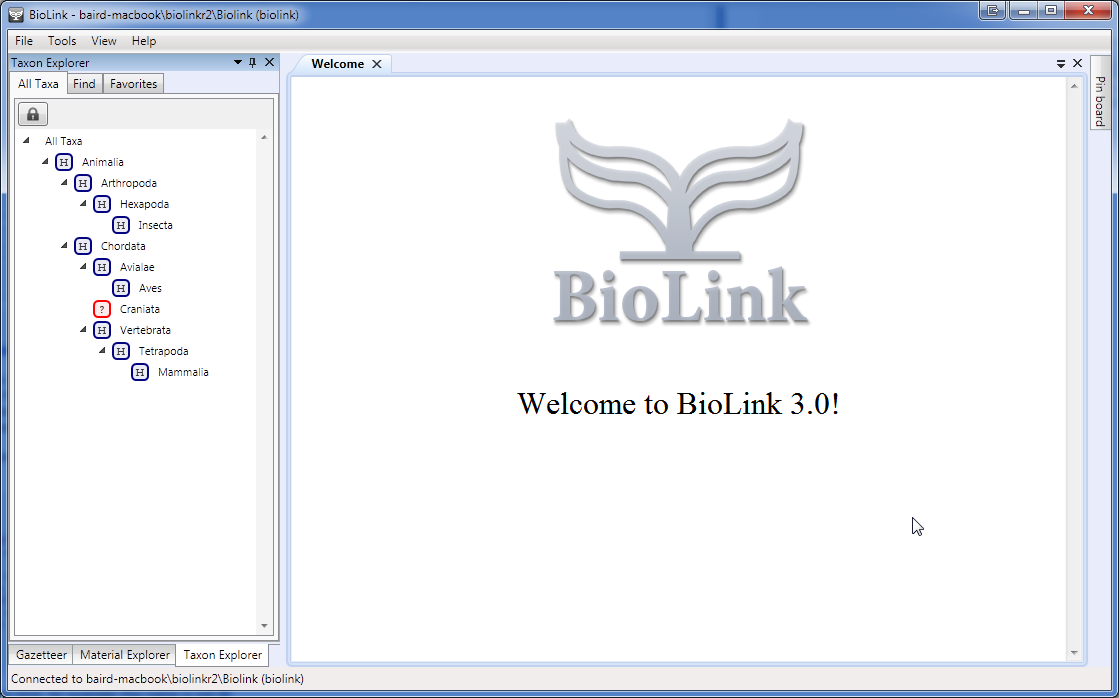 BioLink - baird-macbook\biolinkr2\Biolink (biolink)
File Tools View Help
Taxon Explorer
All Taxa Find Favorites
All Taxa
H Animalia
H Arthropoda
H Hexapoda
H Insecta
H Chordata
H Avialae
H Aves
? Craniata
H Vertebrata
H Tetrapoda
H Mammalia
Gazetteer Material Explorer Taxon Explorer
Welcome
BioLink
Welcome to BioLink 3.0!
Pin board
Connected to baird-macbook\biolinkr2\Biolink (biolink)